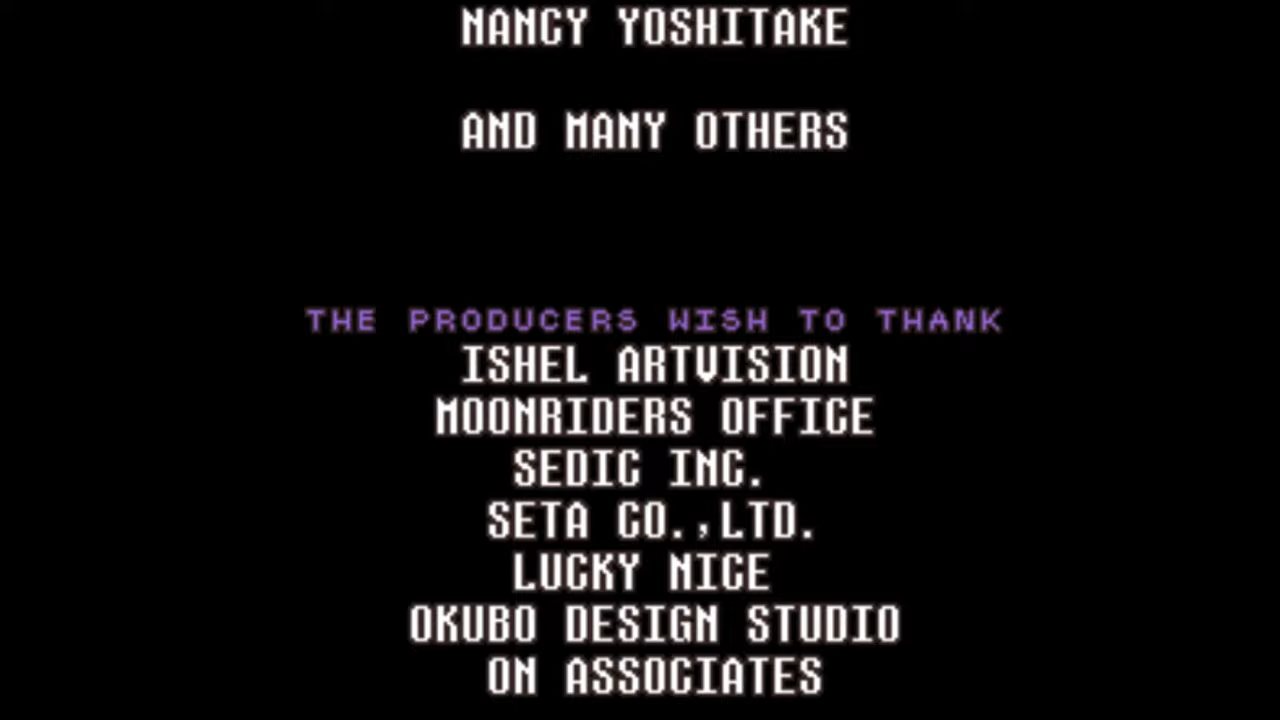 NANCY YOSHITAKE
AND MANY OTHERS
THE PRODUCERS WISH TO THANK
ISHEL ARTVISION
MOONRIDERS OFFICE
SEDIC INC.
SETA CO.,LTD.
LUCKY NICE
OKUBO DESIGN STUDIO
ON ASSOCIATES